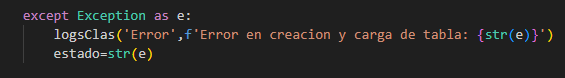 except Exception as e:
    logsClas('Error',f'Error en creacion y carga de tabla: {str(e)}')
    estado=str(e)